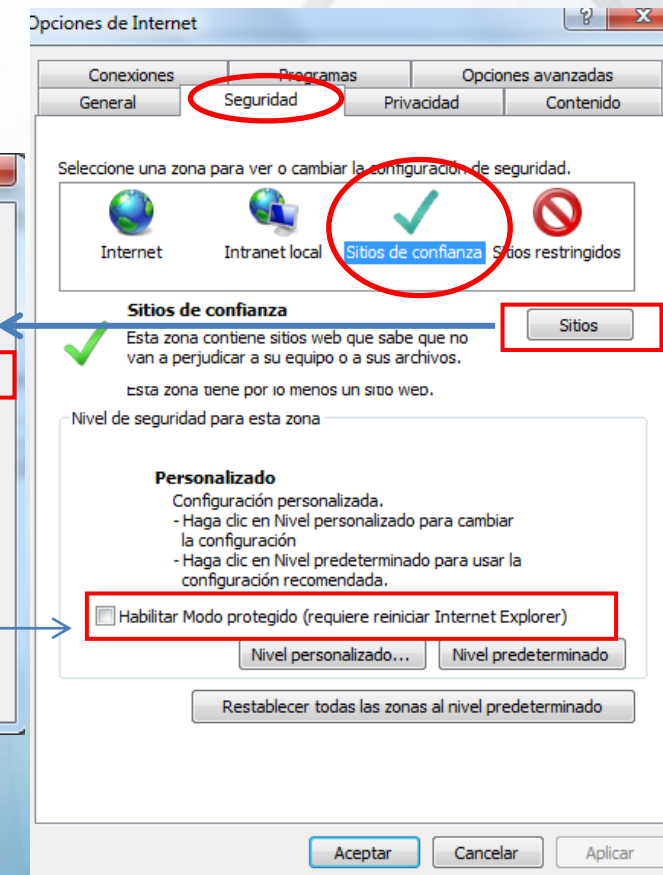 Opciones de Internet
Conexiones Programas Opciones avanzadas
General Seguridad Privacidad Contenido
Seleccione una zona para ver o cambiar la configuración de seguridad.
Internet Intranet local Sitios de confianza Sitios restringidos
Sitios de confianza
Sitios
Esta zona contiene sitios web que sabe que no
van a perjudicar a su equipo o a sus archivos.
Esta zona tiene por lo menos un sitio web.
Nivel de seguridad para esta zona
Personalizado
Configuración personalizada.
- Haga clic en Nivel personalizado para cambiar
la configuración
- Haga clic en Nivel predeterminado para usar la
configuración recomendada.
Habilitar Modo protegido (requiere reiniciar Internet Explorer)
Nivel personalizado... Nivel predeterminado
Restablecer todas las zonas al nivel predeterminado
Aceptar Cancelar Aplicar